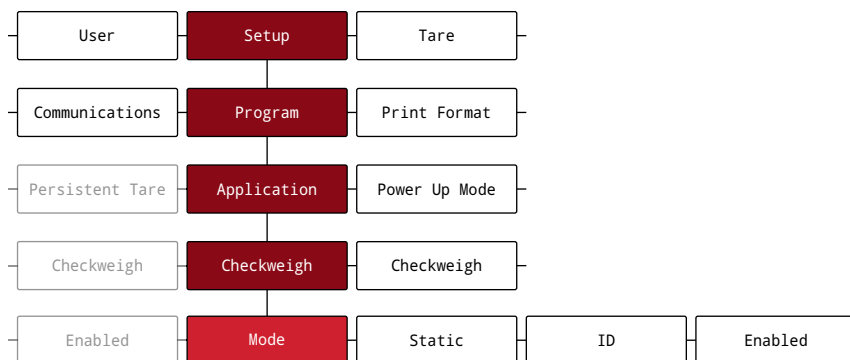 User Setup Tare
Communications Program Print Format
Persistent Tare Application Power Up Mode
Checkweigh Checkweigh Checkweigh
Enabled Mode Static ID Enabled